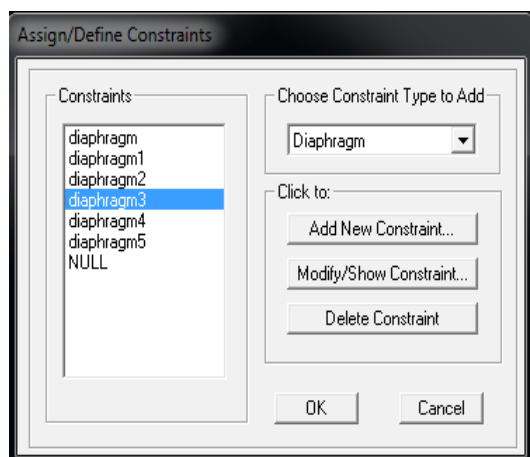 Assign/Define Constraints
Constraints
diaphragm
diaphragm1
diaphragm2
diaphragm3
diaphragm4
diaphragm5
NULL
Choose Constraint Type to Add
Diaphragm
Click to:
Add New Constraint...
Modify/Show Constraint...
Delete Constraint
OK
Cancel